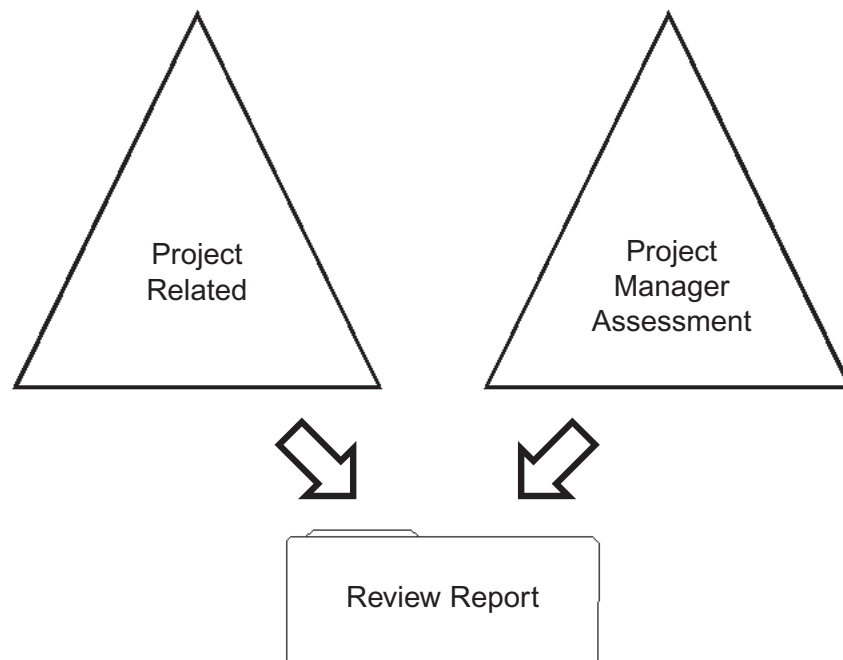 Project
Related
Project
Manager
Assessment
Review Report